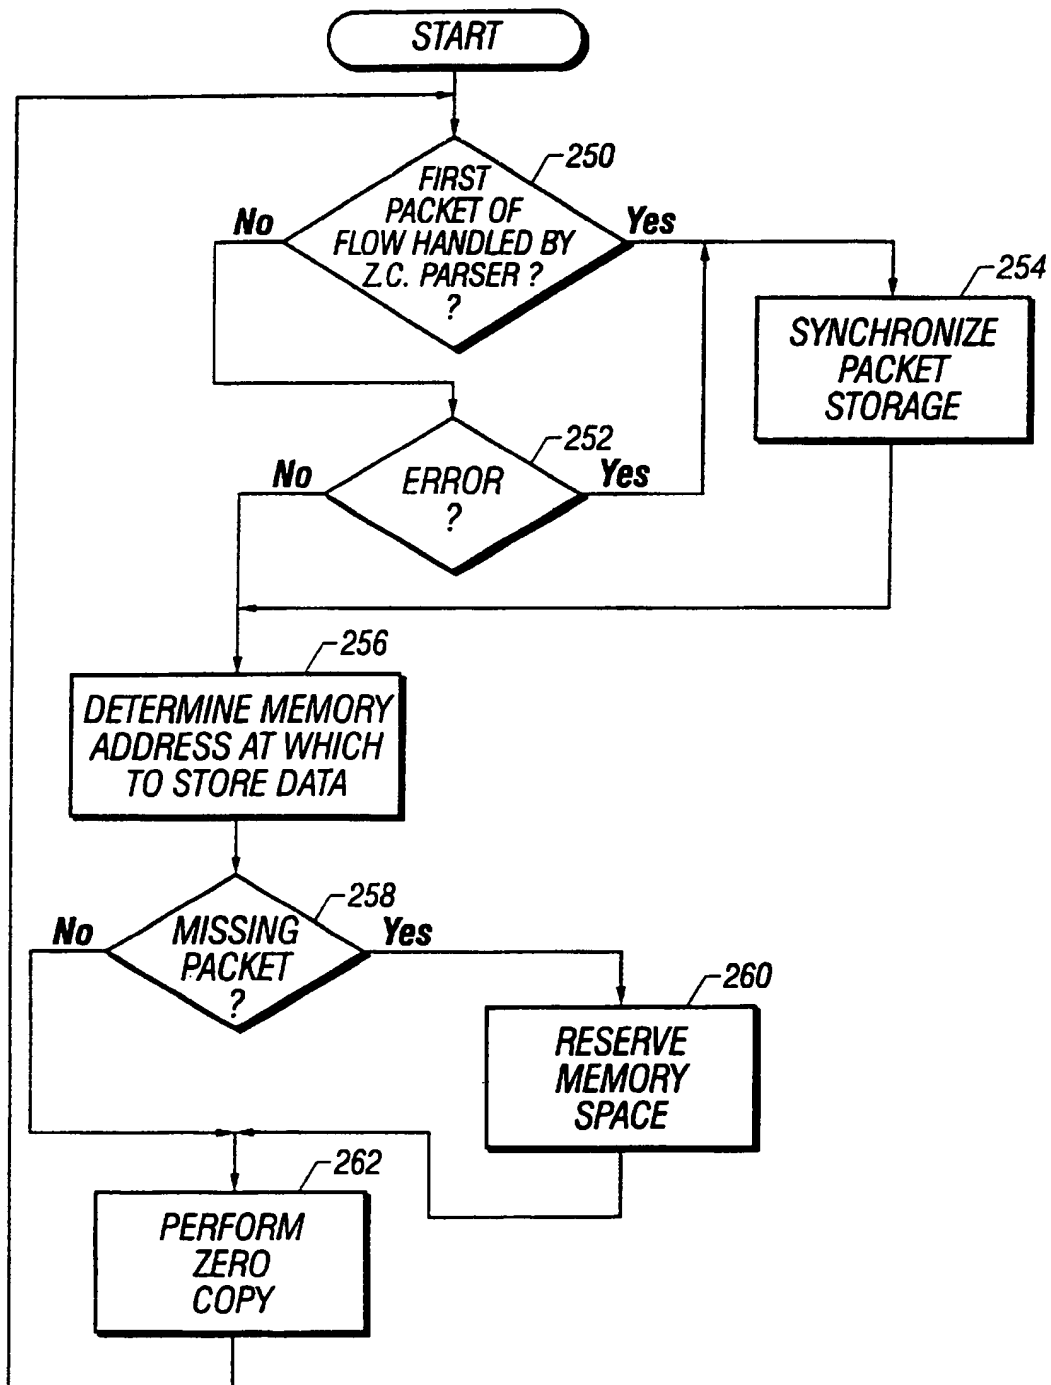 START
250
FIRST
PACKET OF
FLOW HANDLED BY
Z.C. PARSER ?
?
No
Yes
254
SYNCHRONIZE
PACKET
STORAGE
252
ERROR
?
No
Yes
256
DETERMINE MEMORY
ADDRESS AT WHICH
TO STORE DATA
258
MISSING
PACKET
?
No
Yes
260
RESERVE
MEMORY
SPACE
262
PERFORM
ZERO
COPY